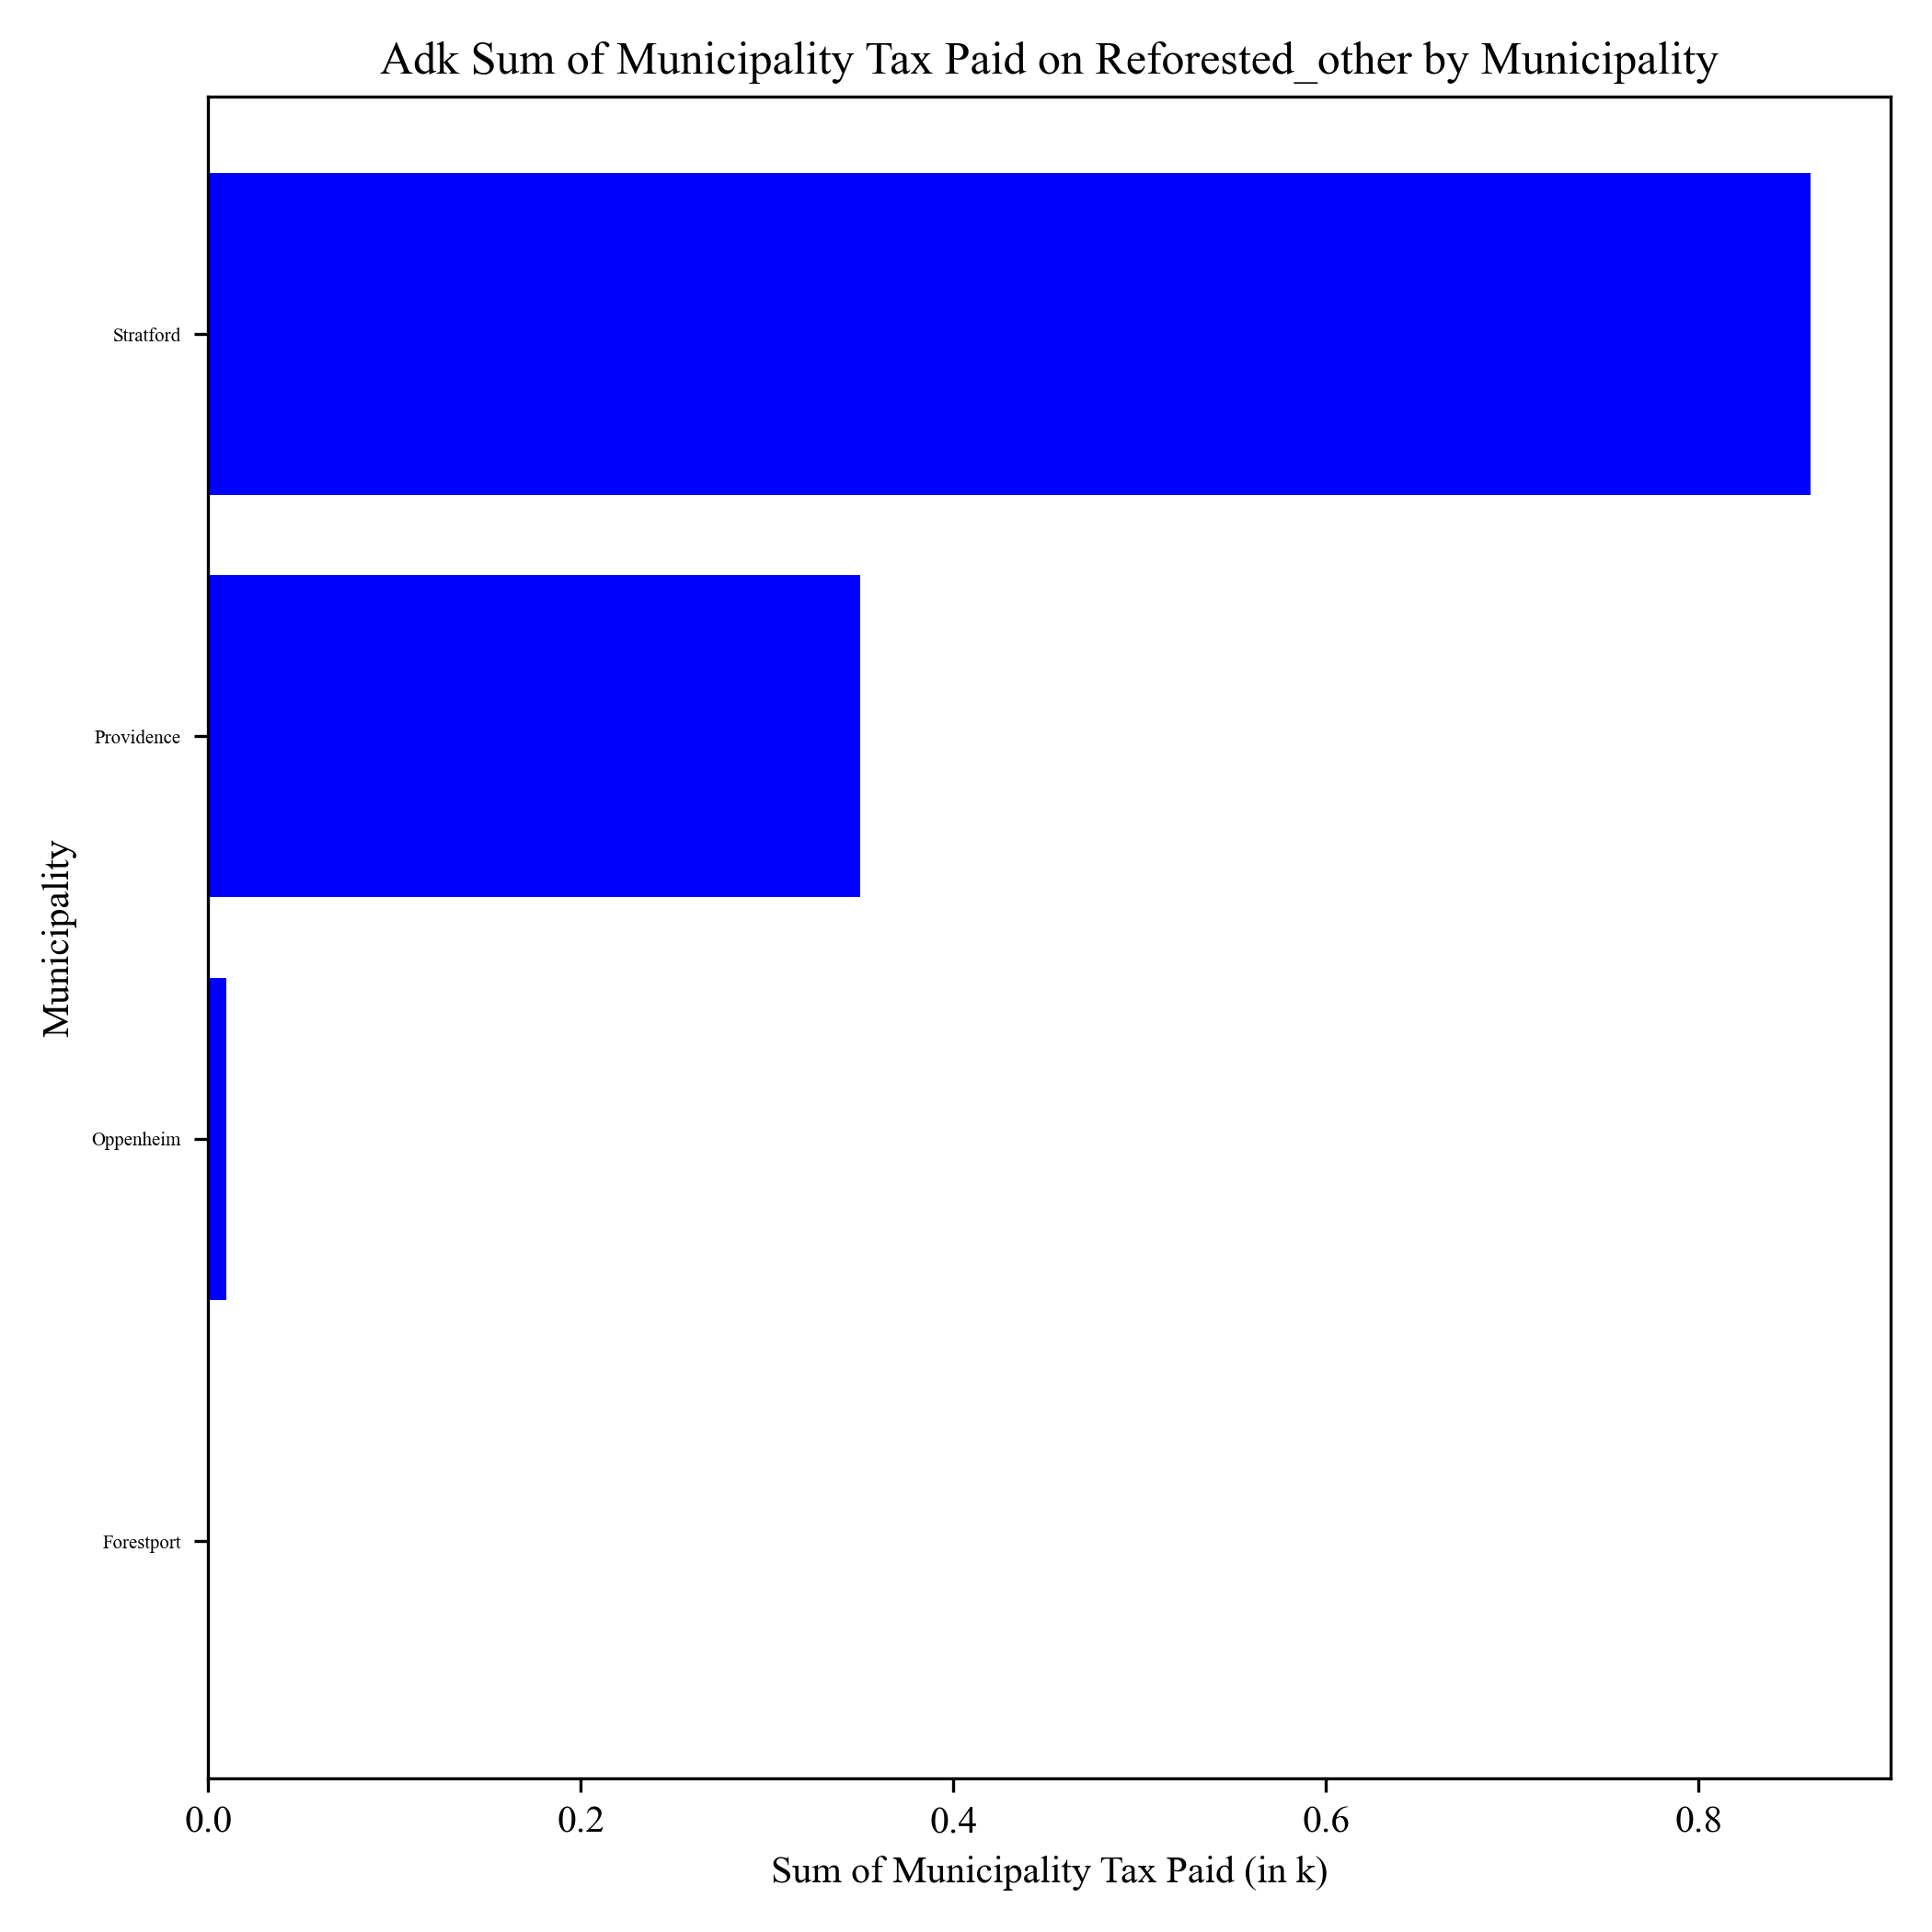 Adk Sum of Municipality Tax Paid on Reforested_other by Municipality
Municipality
Stratford
Providence
Oppenheim
Forestport
0.0 0.2 0.4 0.6 0.8
Sum of Municipality Tax Paid (in k)